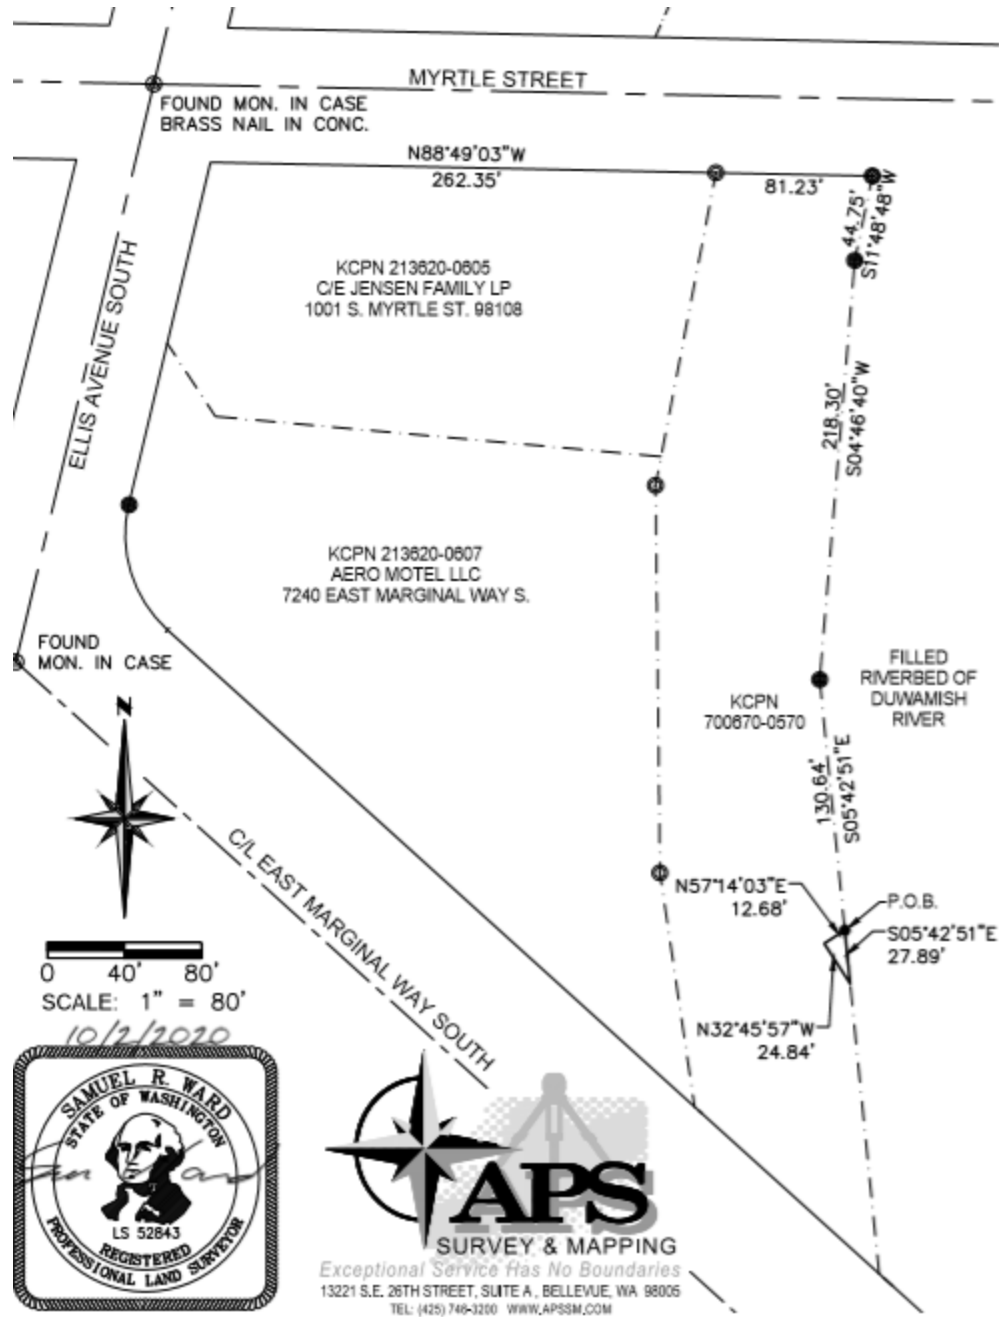 MYRTLE STREET
FOUND MON. IN CASE
BRASS NAIL IN CONC.
N88°49'03"W
262.35'
81.23'
44.75'
S11°48'48"W
KCPN 213620-0605
C/E JENSEN FAMILY LP
1001 S. MYRTLE ST. 98108
ELLIS AVENUE SOUTH
218.30'
S04°46'40"W
KCPN 213620-0607
AERO MOTEL LLC
7240 EAST MARGINAL WAY S.
FOUND
MON. IN CASE
FILLED
RIVERBED OF
DUWAMISH
RIVER
KCPN
700670-0570
Z
130.64'
S05°42'51"E
C/L EAST MARGINAL WAY SOUTH
N57°14'03"E
12.68'
P.O.B.
S05°42'51"E
27.89'
N32°45'57"W
24.84'
0 40' 80'
SCALE: 1" = 80'
10/2/2020
SAMUEL R. WARD
STATE OF WASHINGTON
LS 52843
REGISTERED
PROFESSIONAL LAND SURVEYOR
APS
SURVEY & MAPPING
Exceptional Service Has No Boundaries
13221 S.E. 26TH STREET, SUITE A, BELLEVUE, WA 98005
TEL: (425) 746-3200 WWW.APSSM.COM